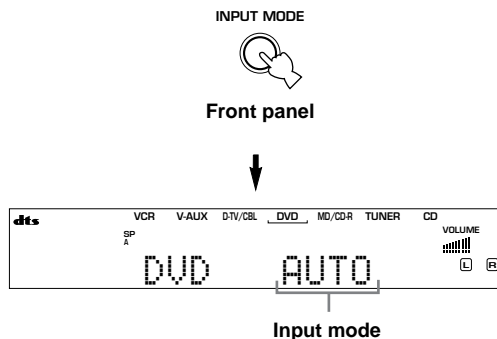 INPUT MODE
Front panel
dts VCR V-AUX D-TV/CBL DVD MD/CD-R TUNER CD
VOLUME
SP
A
L R
DVD AUTO
Input mode